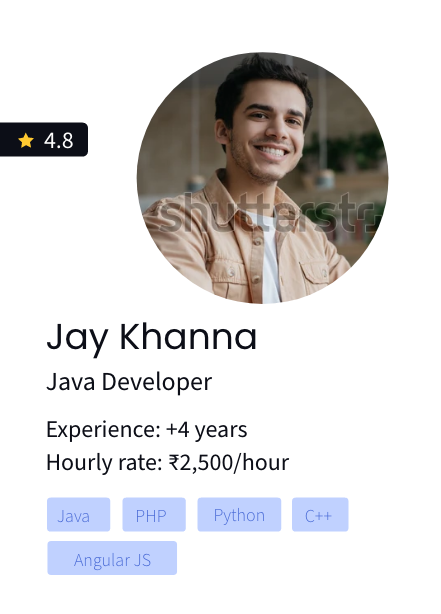 4.8
shutterstr
Jay Khanna
Java Developer
Experience: +4 years
Hourly rate: ₹2,500/hour
Java PHP Python C++
Angular JS